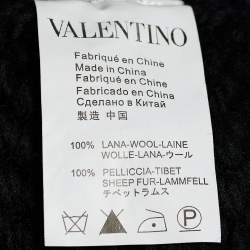 VALENTINO
Fabriqué en Chine
Made in China
Fabriqué en Chine
Fabricado en China
Сделано в Китай
製造 中国
100% LANA-WOOL-LAINE
WOLLE-LANA-ウール
100% PELLICCIA-TIBET
SHEEP FUR-LAMMFELL
チベットラムス
P